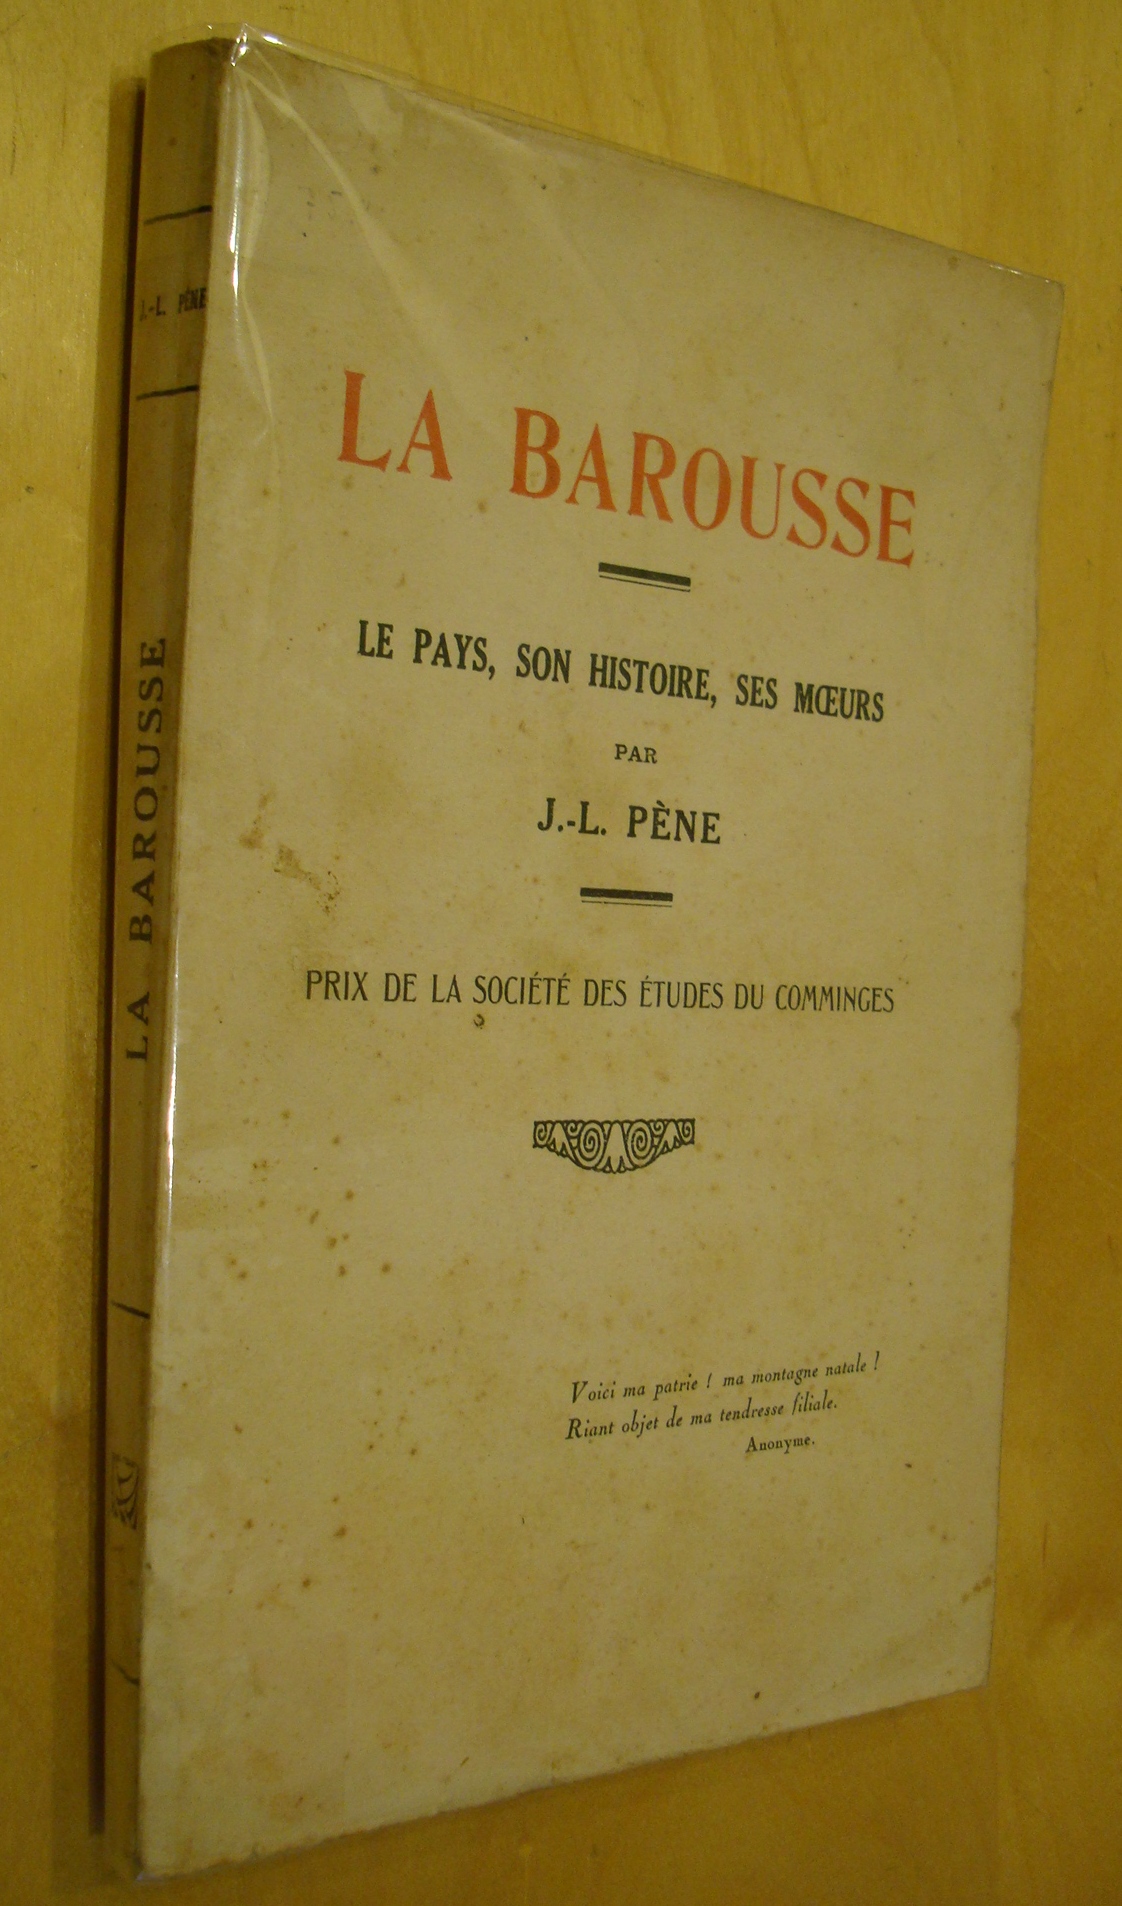 J.-L. PÈNE
LA BAROUSSE
LA BAROUSSE
LE PAYS, SON HISTOIRE, SES MŒURS
PAR
J.-L. PÈNE
PRIX DE LA SOCIÉTÉ DES ÉTUDES DU COMMINGES
Voici ma patrie ! ma montagne natale !
Riant objet de ma tendresse filiale.
Anonyme.